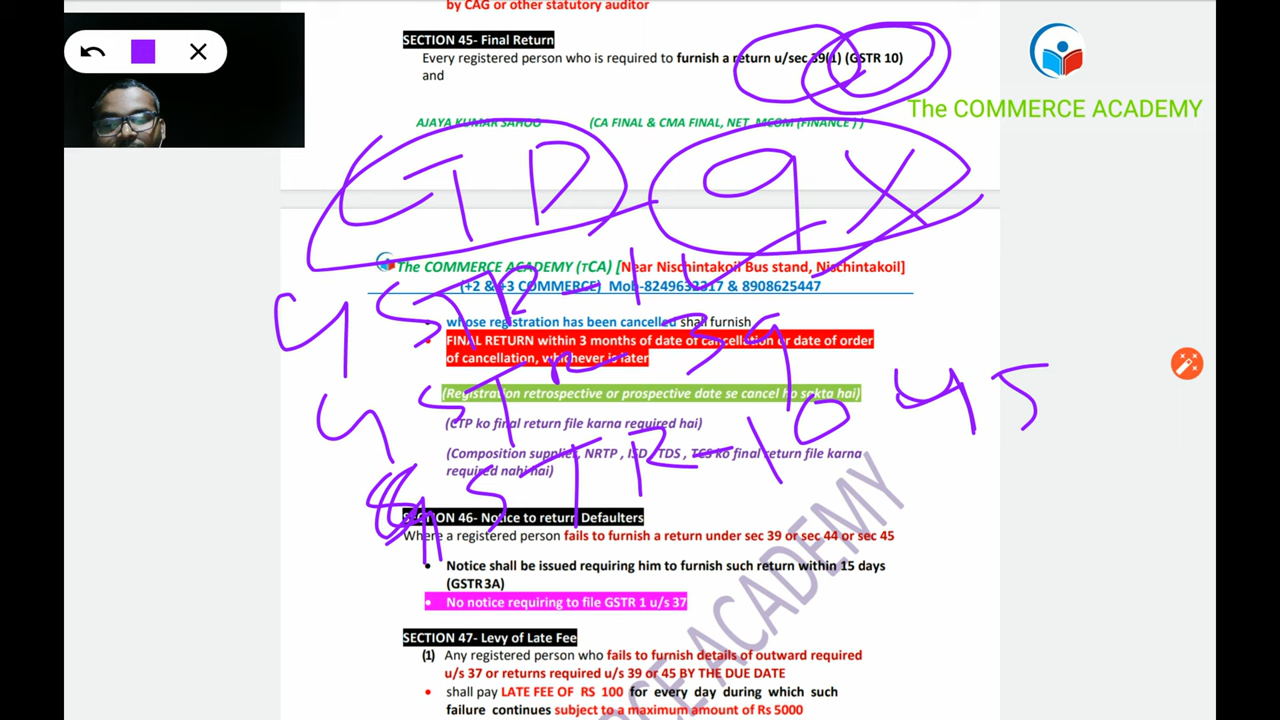 by CAG or other statutory auditor
SECTION 45- Final Return
Every registered person who is required to furnish a return u/sec 39(1) (GSTR 10)
and
The COMMERCE ACADEMY
AJAYA KUMAR SAHOO (CA FINAL & CMA FINAL, NET, MCOM (FINANCE ) )
The COMMERCE ACADEMY (TCA) [Near Nischintakoil Bus stand, Nischintakoil]
(+2 & +3 COMMERCE) Mob-8249632317 & 8908625447
whose registration has been cancelled shall furnish
FINAL RETURN within 3 months of date of cancellation or date of order
of cancellation, whichever is later
(Registration retrospective or prospective date se cancel ho sakta hai)
(CTP ko final return file karna required hai)
(Composition supplier, NRTP , ISD, TDS , TCS ko final return file karna
required nahi hai)
GSTR-10 45
SECTION 46- Notice to return Defaulters
Where a registered person fails to furnish a return under sec 39 or sec 44 or sec 45
Notice shall be issued requiring him to furnish such return within 15 days
(GSTR3A)
No notice requiring to file GSTR 1 u/s 37
SECTION 47- Levy of Late Fee
(1) Any registered person who fails to furnish details of outward required
u/s 37 or returns required u/s 39 or 45 BY THE DUE DATE
shall pay LATE FEE OF RS 100 for every day during which such
failure continues subject to a maximum amount of Rs 5000
COMMERCE ACADEMY